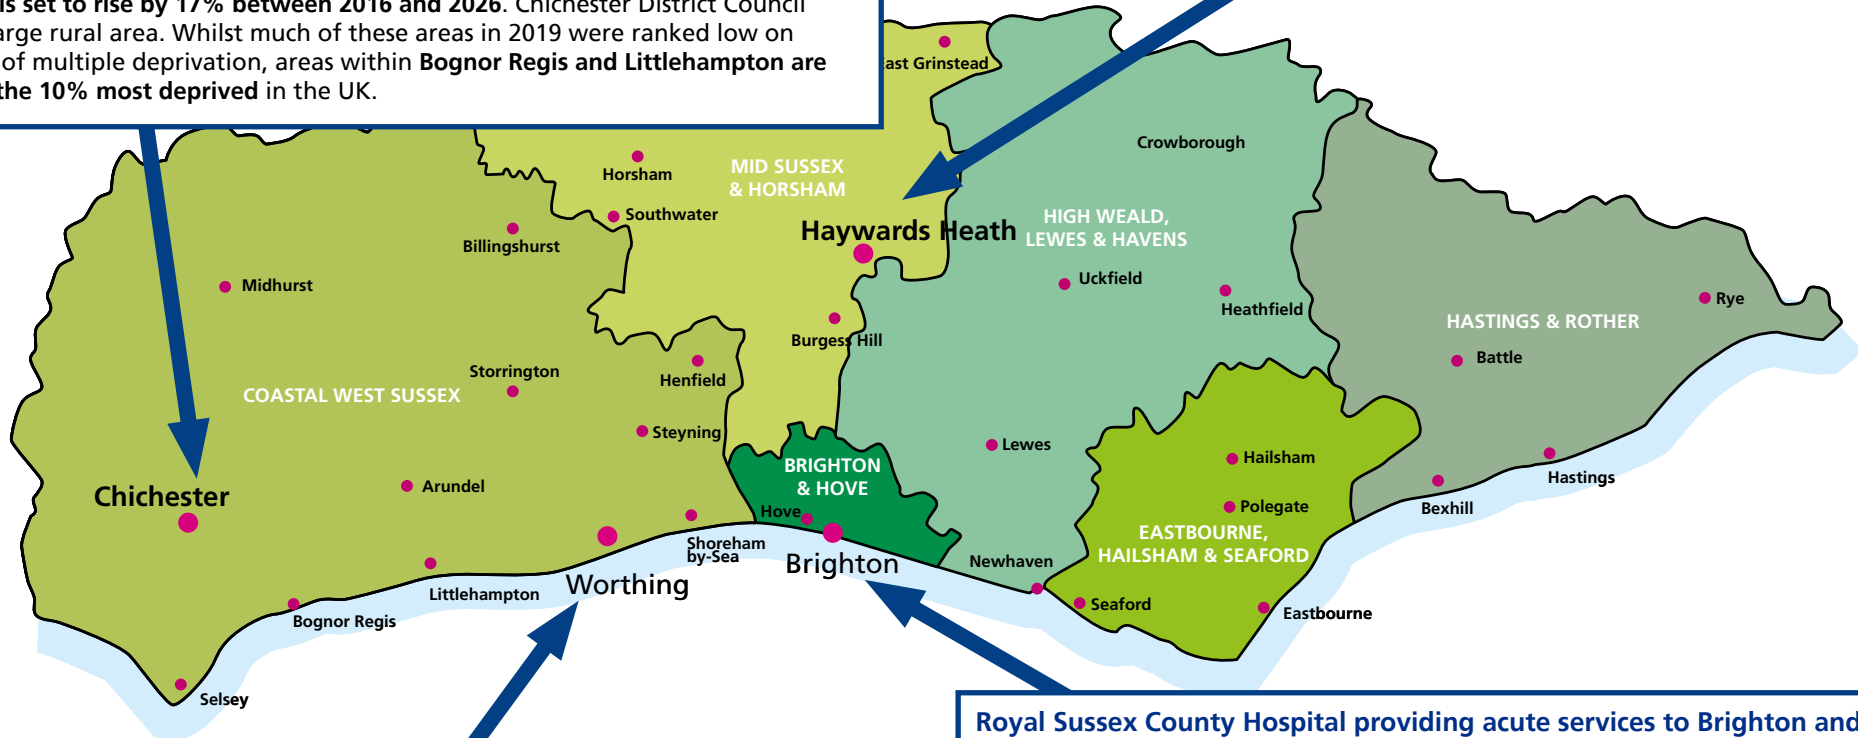 is set to rise by 17% between 2016 and 2026. Chichester District Council
large rural area. Whilst much of these areas in 2019 were ranked low on
of multiple deprivation, areas within Bognor Regis and Littlehampton are
the 10% most deprived in the UK.
East Grinstead
Crowborough
Horsham
MID SUSSEX
& HORSHAM
Southwater
Billingshurst
Haywards Heath
HIGH WEALD,
LEWES & HAVENS
Midhurst
Uckfield
Heathfield
Rye
HASTINGS & ROTHER
Burgess Hill
Battle
Storrington
Henfield
COASTAL WEST SUSSEX
Steyning
Lewes
BRIGHTON
& HOVE
Hailsham
Hastings
Arundel
Chichester
Hove
Polegate
Bexhill
EASTBOURNE,
HAILSHAM & SEAFORD
Shoreham
by-Sea
Brighton
Newhaven
Worthing
Littlehampton
Seaford
Eastbourne
Bognor Regis
Selsey
Royal Sussex County Hospital providing acute services to Brighton and